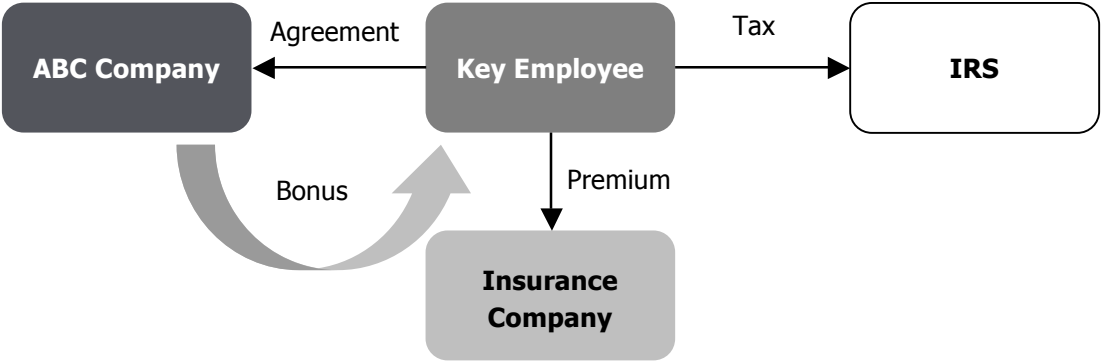 Agreement
Tax
ABC Company
Key Employee
IRS
Bonus
Premium
Insurance
Company